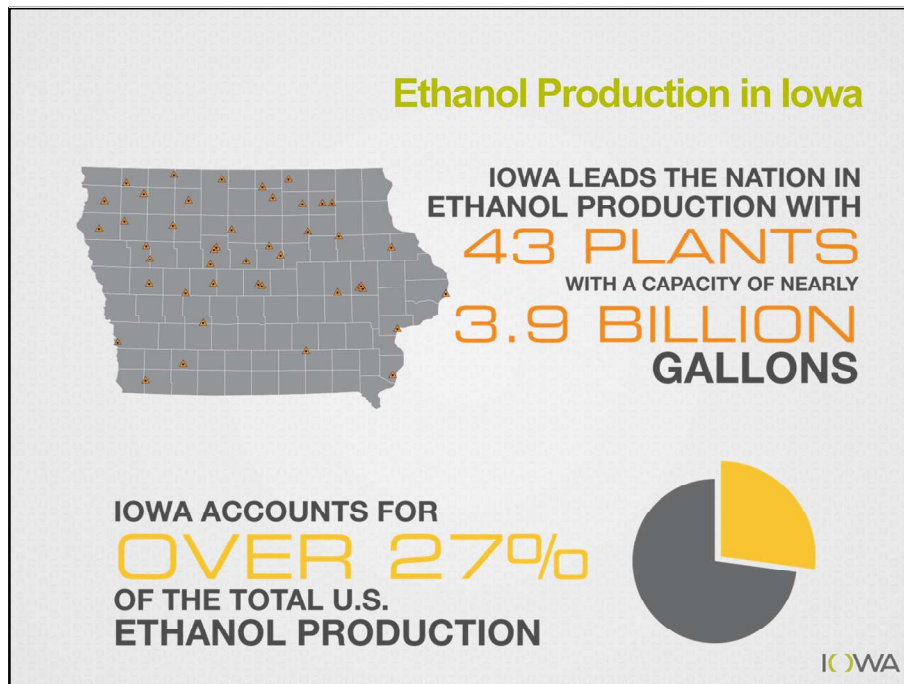 Ethanol Production in Iowa
IOWA LEADS THE NATION IN
ETHANOL PRODUCTION WITH
43 PLANTS
WITH A CAPACITY OF NEARLY
3.9 BILLION
GALLONS
IOWA ACCOUNTS FOR
OVER 27%
OF THE TOTAL U.S.
ETHANOL PRODUCTION
IOWA